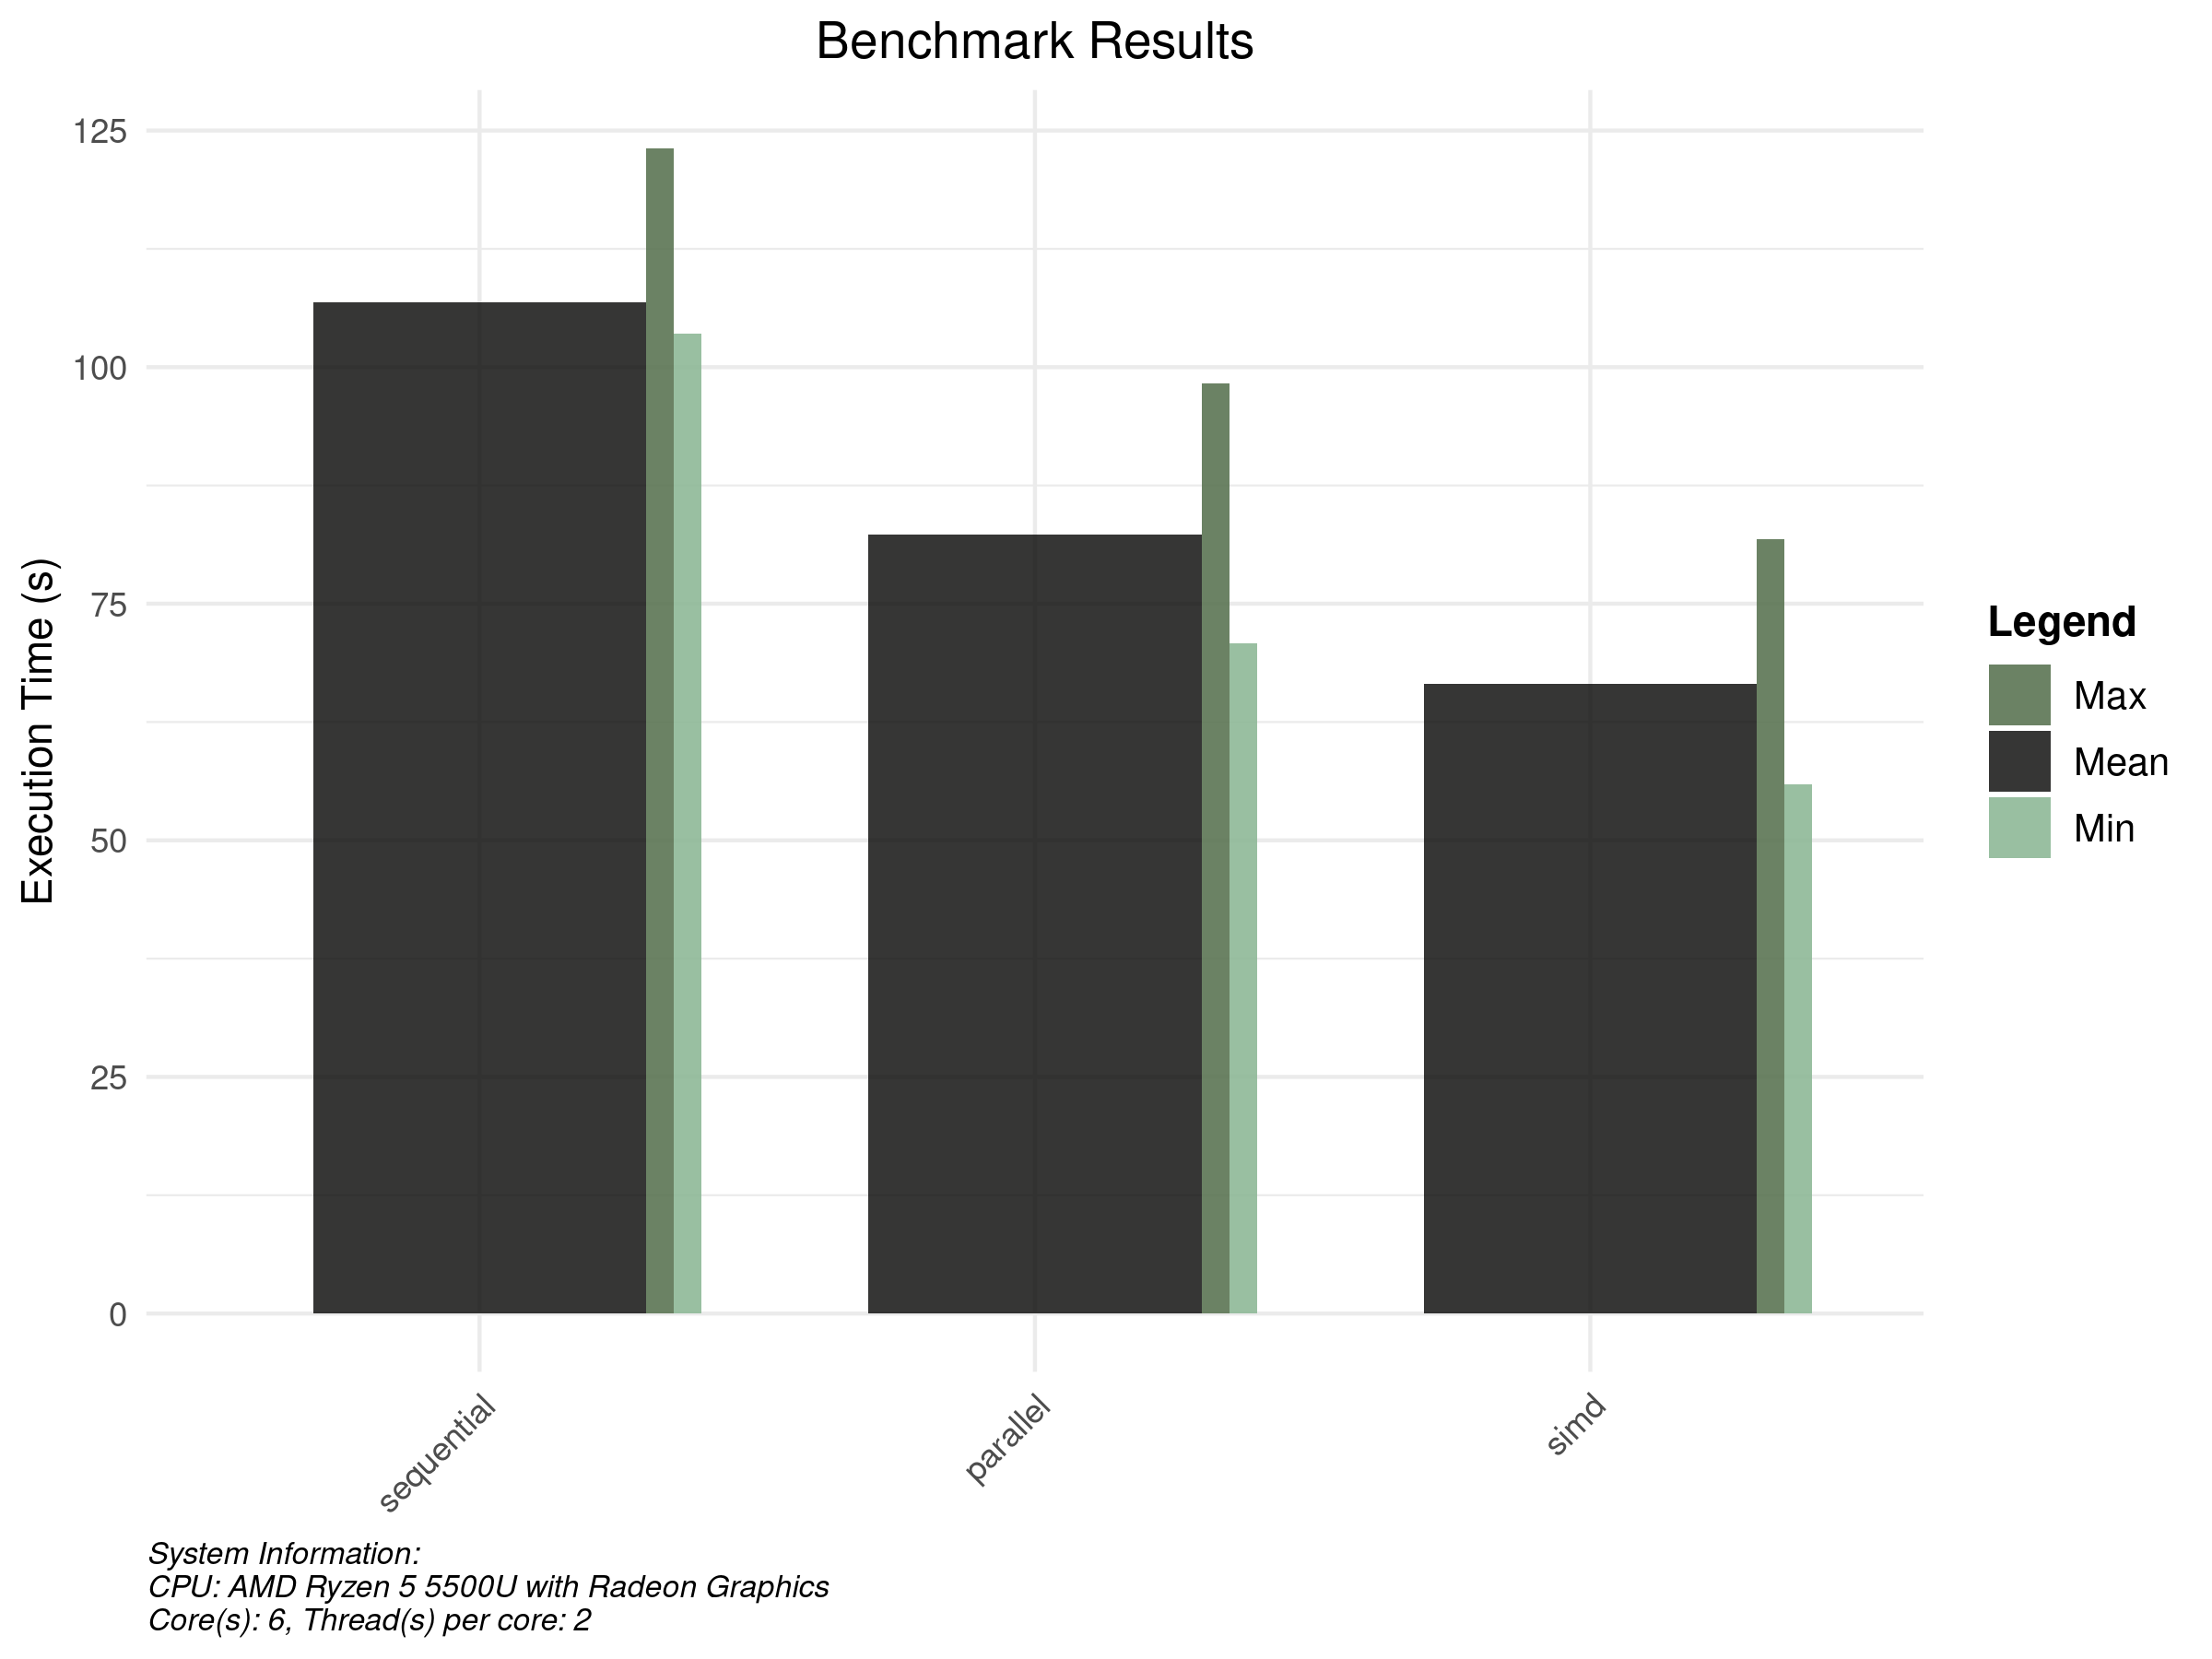 Benchmark Results
125
100
75
50
25
0
Execution Time (s)
sequential
parallel
simd
Legend
Max
Mean
Min
System Information:
CPU: AMD Ryzen 5 5500U with Radeon Graphics
Core(s): 6, Thread(s) per core: 2